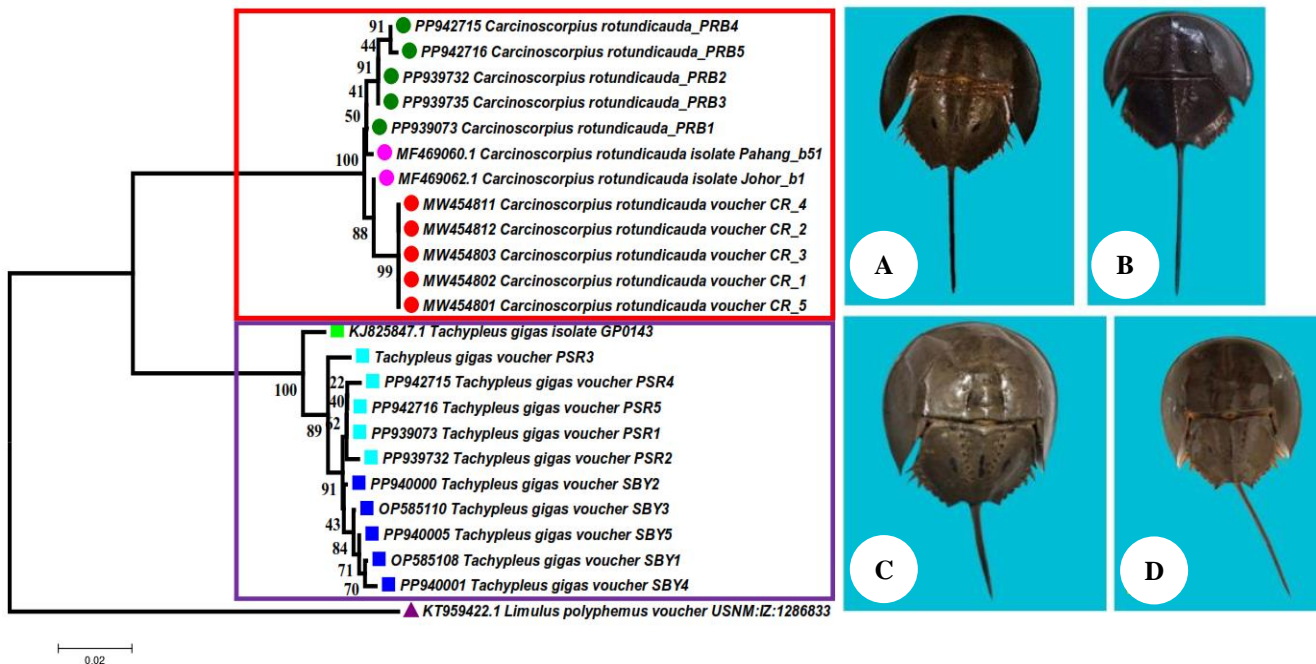 91
PP942715 Carcinoscorpius rotundicauda_PRB4
44
PP942716 Carcinoscorpius rotundicauda_PRB5
91
PP939732 Carcinoscorpius rotundicauda_PRB2
41
PP939735 Carcinoscorpius rotundicauda_PRB3
50
PP939073 Carcinoscorpius rotundicauda_PRB1
100
MF469060.1 Carcinoscorpius rotundicauda isolate Pahang_b51
MF469062.1 Carcinoscorpius rotundicauda isolate Johor_b1
MW454811 Carcinoscorpius rotundicauda voucher CR_4
88
MW454812 Carcinoscorpius rotundicauda voucher CR_2
MW454803 Carcinoscorpius rotundicauda voucher CR_3
99
MW454802 Carcinoscorpius rotundicauda voucher CR_1
MW454801 Carcinoscorpius rotundicauda voucher CR_5
KJ825847.1 Tachypleus gigas isolate GP0143
Tachypleus gigas voucher PSR3
100
22
PP942715 Tachypleus gigas voucher PSR4
40
PP942716 Tachypleus gigas voucher PSR5
62
89
PP939073 Tachypleus gigas voucher PSR1
PP939732 Tachypleus gigas voucher PSR2
91
PP940000 Tachypleus gigas voucher SBY2
OP585110 Tachypleus gigas voucher SBY3
43
PP940005 Tachypleus gigas voucher SBY5
84
OP585108 Tachypleus gigas voucher SBY1
71
70
PP940001 Tachypleus gigas voucher SBY4
KT959422.1 Limulus polyphemus voucher USNM:IZ:1286833
0.02
A
B
C
D